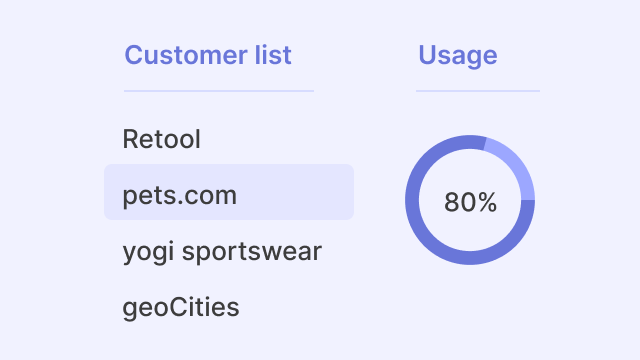 Customer list
Retool
pets.com
yogi sportswear
geoCities
Usage
80%